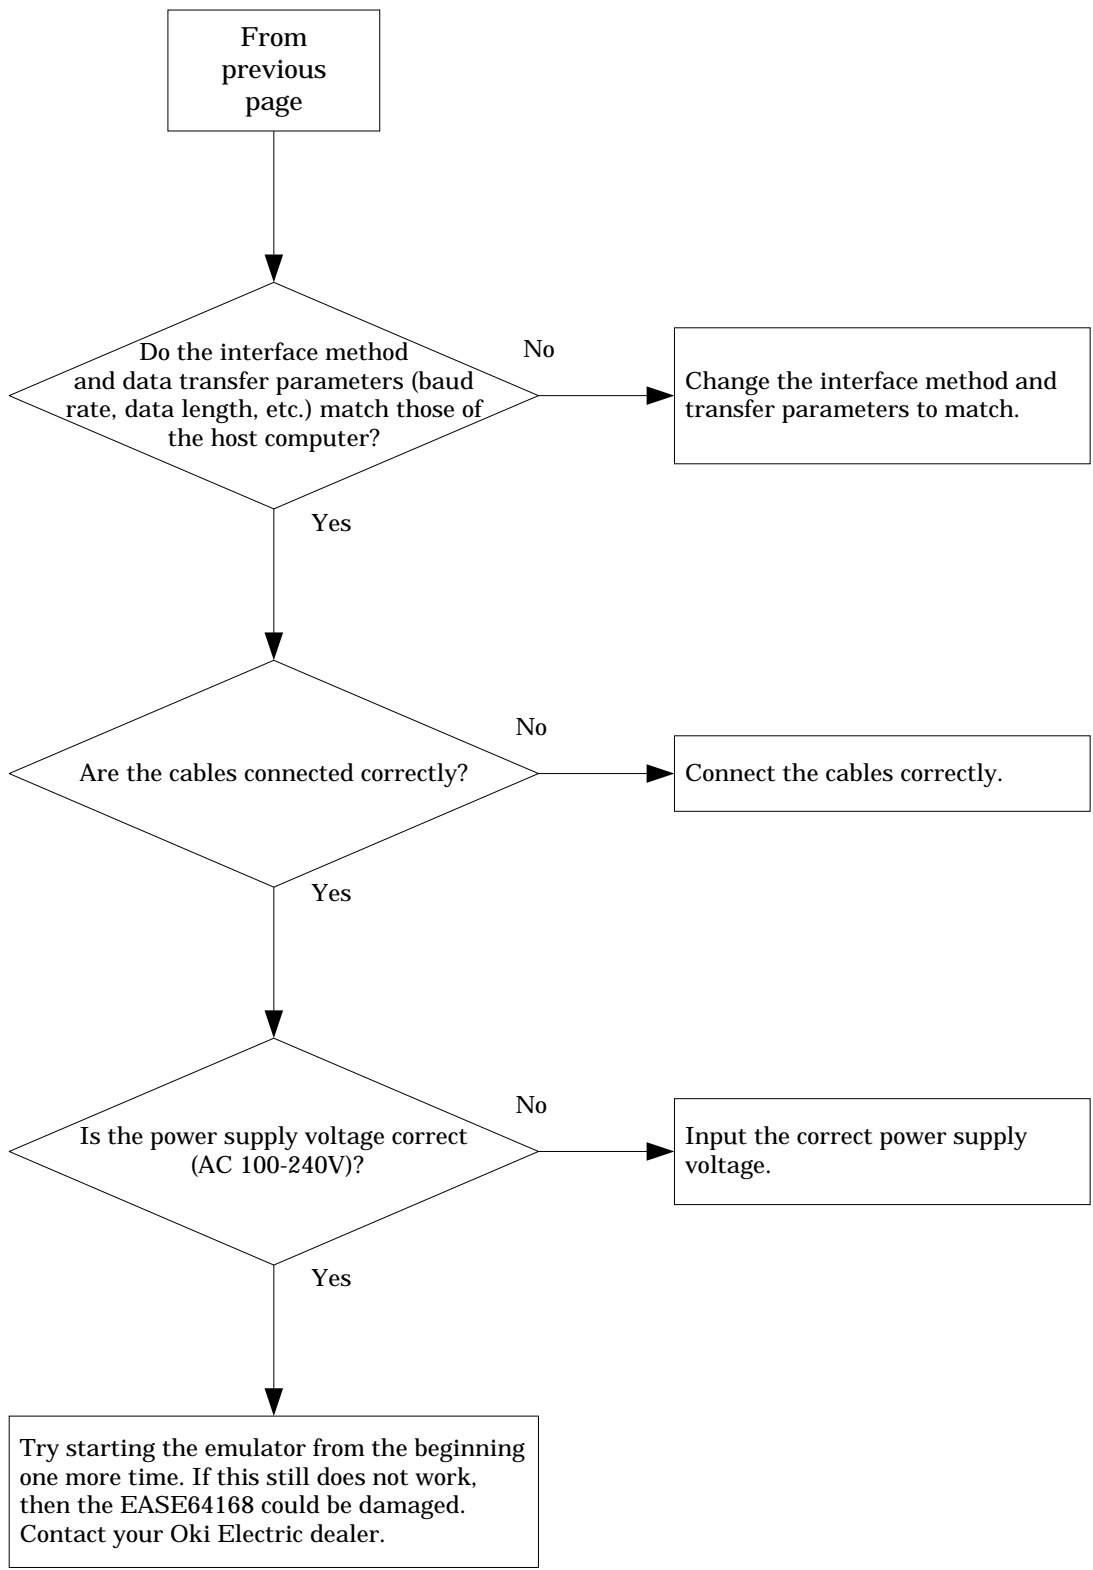 From
previous
page
Do the interface method
and data transfer parameters (baud
rate, data length, etc.) match those of
the host computer?
No
Change the interface method and
transfer parameters to match.
Yes
Are the cables connected correctly?
No
Connect the cables correctly.
Yes
Is the power supply voltage correct
(AC 100-240V)?
No
Input the correct power supply
voltage.
Yes
Try starting the emulator from the beginning
one more time. If this still does not work,
then the EASE64168 could be damaged.
Contact your Oki Electric dealer.